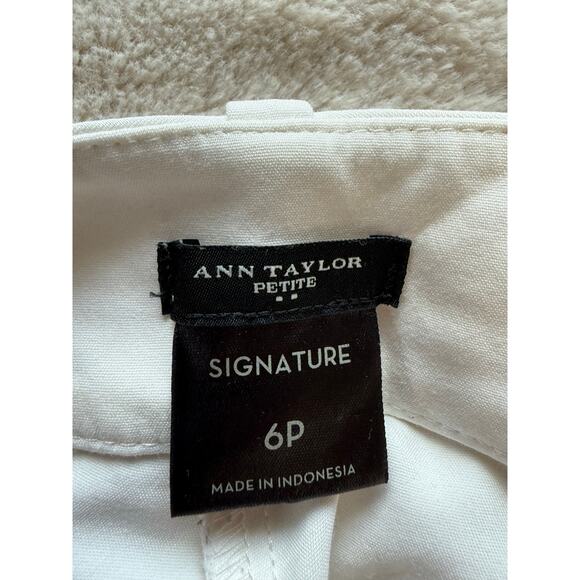 ANN TAYLOR
PETITE
SIGNATURE
6P
MADE IN INDONESIA